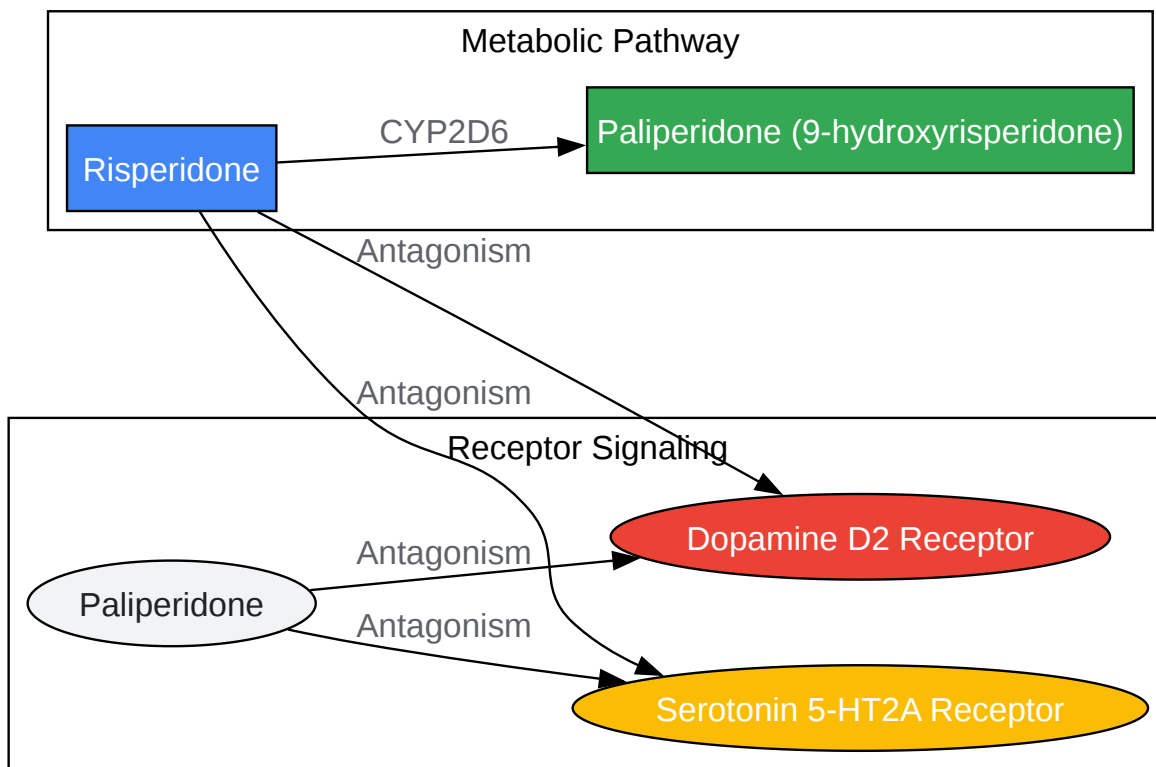 Metabolic Pathway
CYP2D6
Paliperidone (9-hydroxyrisperidone)
Risperidone
Antagonism
Antagonism
Receptor Signaling
Dopamine D2 Receptor
Antagonism
Paliperidone
Antagonism
Serotonin 5-HT2A Receptor